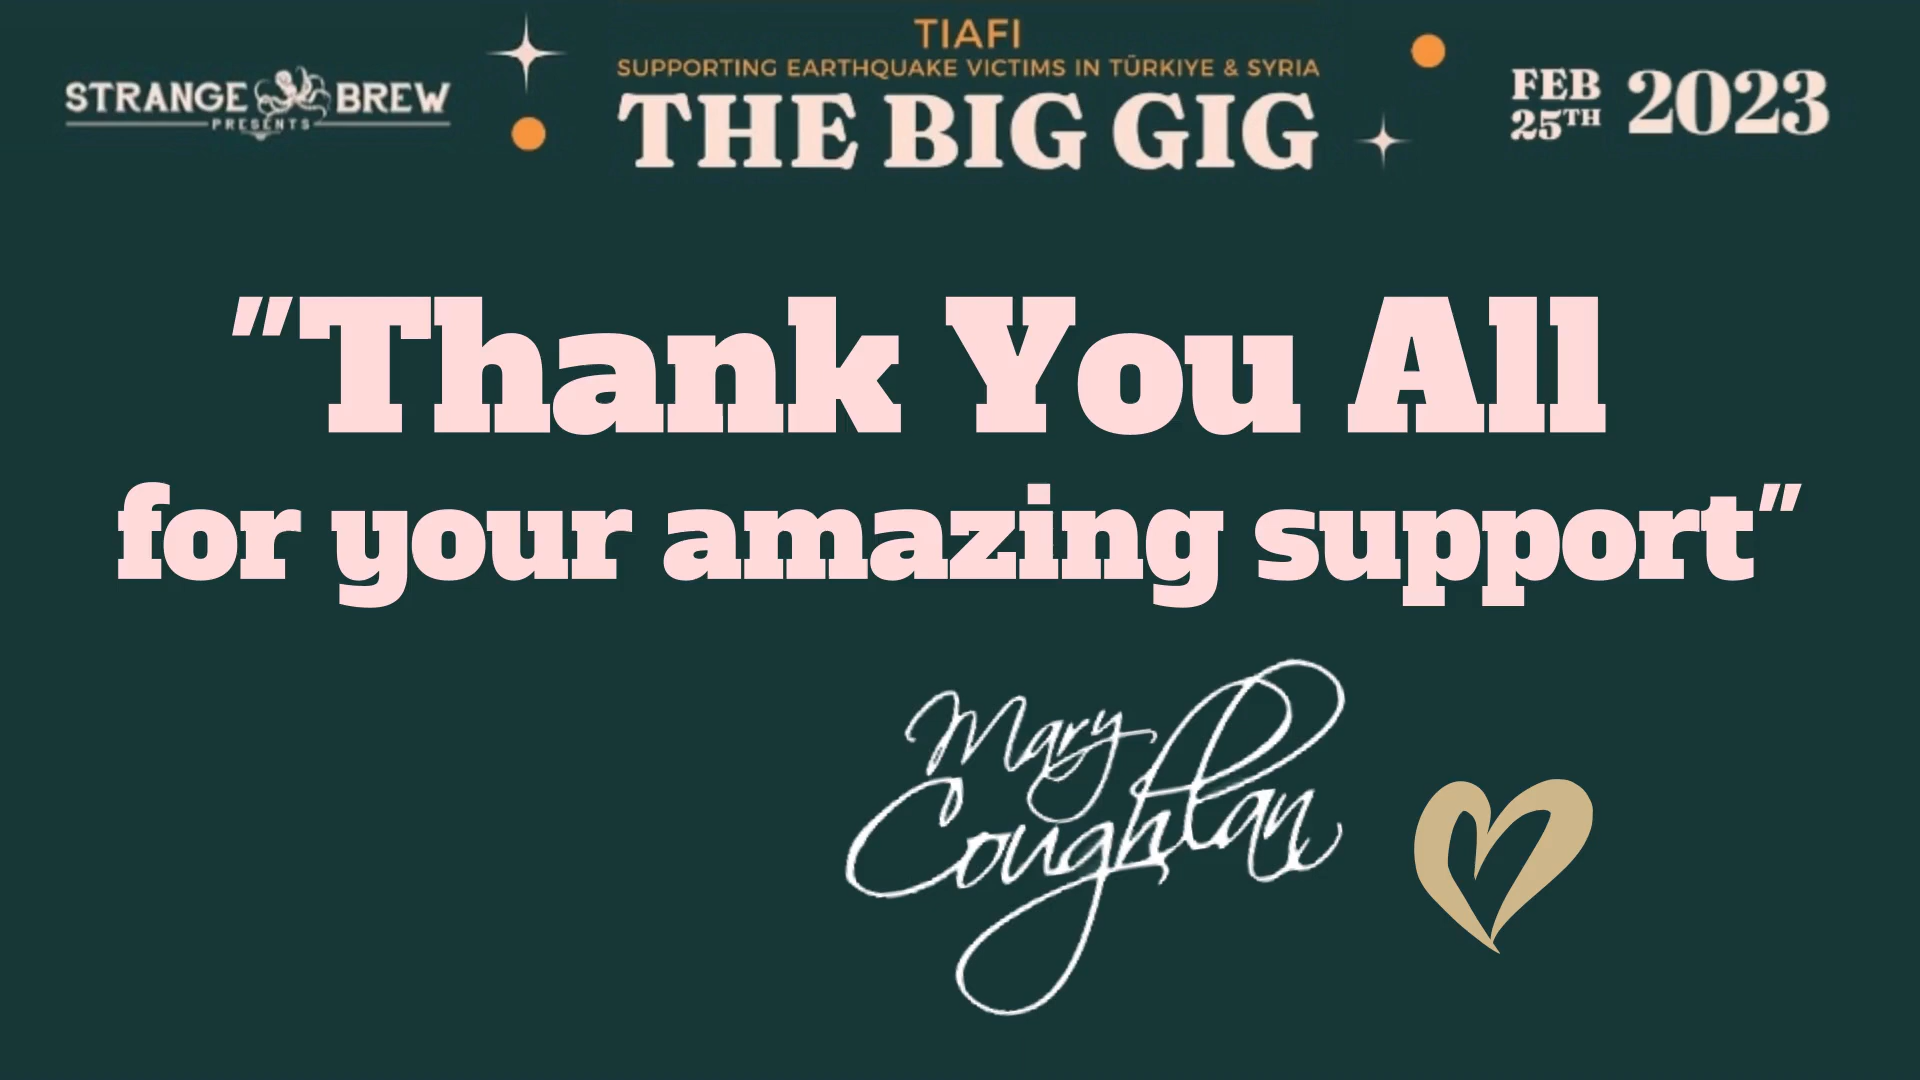 STRANGE BREW
PRESENTS
TIAFI
SUPPORTING EARTHQUAKE VICTIMS IN TÜRKIYE & SYRIA
THE BIG GIG
FEB
25TH
2023
"Thank You All
for your amazing support"
Mary
Coughlan